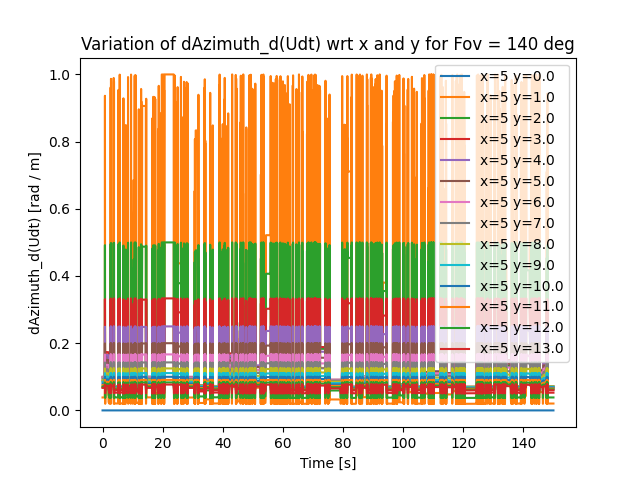 Variation of dAzimuth_d(Udt) wrt x and y for Fov = 140 deg
1.0
0.8
0.6
0.4
0.2
0.0
dAzimuth_d(Udt) [rad / m]
x=5 y=0.0
x=5 y=1.0
x=5 y=2.0
x=5 y=3.0
x=5 y=4.0
x=5 y=5.0
x=5 y=6.0
x=5 y=7.0
x=5 y=8.0
x=5 y=9.0
x=5 y=10.0
x=5 y=11.0
x=5 y=12.0
x=5 y=13.0
0 20 40 60 80 100 120 140
Time [s]